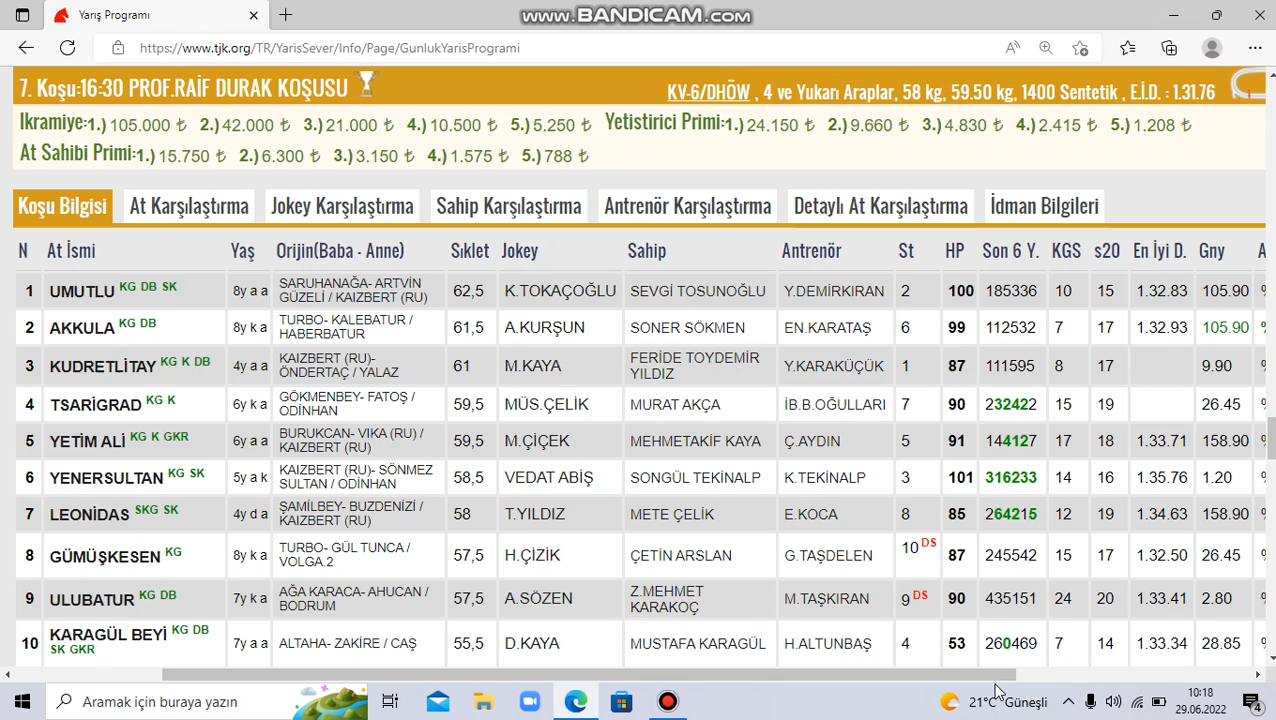 www.BANDICAM.com
Yarış Programı
https://www.tjk.org/TR/YarisSever/Info/Page/GunlukYarisProgrami
7. Koşu:16:30 PROF.RAİF DURAK KOŞUSU
KV-6/DHÖW , 4 ve Yukarı Araplar, 58 kg, 59.50 kg, 1400 Sentetik , E.İ.D. : 1.31.76
İkramiye:1.) 105.000 ₺ 2.) 42.000 ₺ 3.) 21.000 ₺ 4.) 10.500 ₺ 5.) 5.250 ₺ Yetistirici Primi:1.) 24.150 ₺ 2.) 9.660 ₺ 3.) 4.830 ₺ 4.) 2.415 ₺ 5.) 1.208 ₺
At Sahibi Primi:1.) 15.750 ₺ 2.) 6.300 ₺ 3.) 3.150 ₺ 4.) 1.575 ₺ 5.) 788 ₺
Koşu Bilgisi At Karşılaştırma Jokey Karşılaştırma Sahip Karşılaştırma Antrenör Karşılaştırma Detaylı At Karşılaştırma İdman Bilgileri
N At İsmi Yaş Orijin(Baba - Anne) Sıklet Jokey Sahip Antrenör St HP Son 6 Y. KGS s20 En İyi D. Gny
1 UMUTLU KG DB SK 8y a a SARUHANAĞA- ARTVİN GÜZELİ / KAIZBERT (RU) 62,5 K.TOKAÇOĞLU SEVGİ TOSUNOĞLU Y.DEMİRKIRAN 2 100 185336 10 15 1.32.83 105.90
2 AKKULA KG DB 8y k a TURBO- KALEBATUR / HABERBATUR 61,5 A.KURŞUN SONER SÖKMEN EN.KARATAŞ 6 99 112532 7 17 1.32.93 105.90
3 KUDRETLİTAY KG K DB 4y a a KAIZBERT (RU)- ÖNDERTAÇ / YALAZ 61 M.KAYA FERİDE TOYDEMİR YILDIZ Y.KARAKÜÇÜK 1 87 111595 8 17 9.90
4 TSARİGRAD KG K 6y k a GÖKMENBEY- FATOŞ / ODİNHAN 59,5 MÜS.ÇELİK MURAT AKÇA İB.B.OĞULLARI 7 90 232422 15 19 26.45
5 YETİM ALİ KG K GKR 6y a a BURUKCAN- VIKA (RU) / KAIZBERT (RU) 59,5 M.ÇİÇEK MEHMETAKİF KAYA Ç.AYDIN 5 91 144127 17 18 1.33.71 158.90
6 YENERSULTAN KG SK 5y a k KAIZBERT (RU)- SÖNMEZ SULTAN / ODİNHAN 58,5 VEDAT ABİŞ SONGÜL TEKİNALP K.TEKİNALP 3 101 316233 14 16 1.35.76 1.20
7 LEONİDAS SKG SK 4y d a ŞAMİLBEY- BUZDENİZİ / KAIZBERT (RU) 58 T.YILDIZ METE ÇELİK E.KOCA 8 85 264215 12 19 1.34.63 158.90
8 GÜMÜŞKESEN KG 8y k a TURBO- GÜL TUNCA / VOLGA.2 57,5 H.ÇİZİK ÇETİN ARSLAN G.TAŞDELEN 10 DS 87 245542 15 17 1.32.50 26.45
9 ULUBATUR KG DB 7y k a AĞA KARACA- AHUCAN / BODRUM 57,5 A.SÖZEN Z.MEHMET KARAKOÇ M.TAŞKIRAN 9 DS 90 435151 24 20 1.33.41 2.80
10 KARAGÜL BEYİ KG DB SK GKR 7y a a ALTAHA- ZAKİRE / CAŞ 55,5 D.KAYA MUSTAFA KARAGÜL H.ALTUNBAŞ 4 53 260469 7 14 1.33.34 28.85
Aramak için buraya yazın
21°C Güneşli
10:18
29.06.2022
4